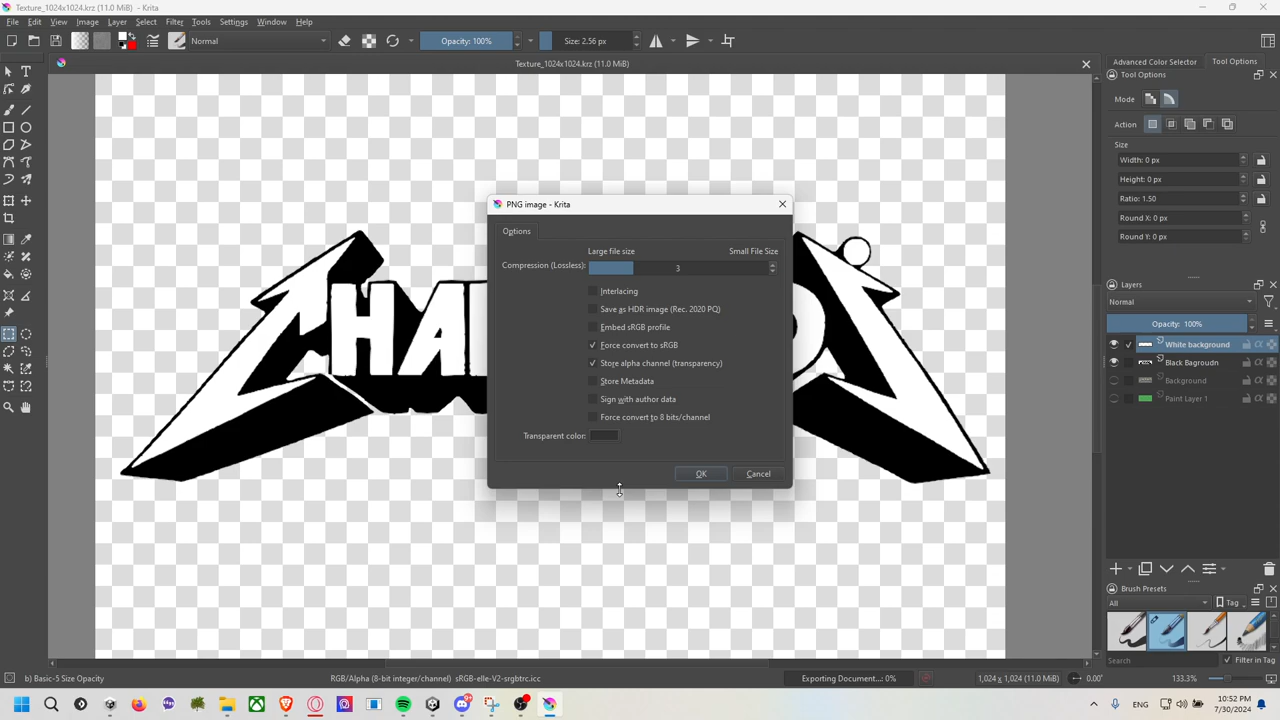 Texture_1024x1024.krz (11.0 MiB) - Krita
File Edit View Image Layer Select Filter Tools Settings Window Help
Normal
Opacity: 100%
Size: 2.56 px
Texture_1024x1024.krz (11.0 MiB)
Advanced Color Selector Tool Options
Tool Options
Mode
Action
Size
Width: 0 px
Height: 0 px
Ratio: 1.50
Round X: 0 px
Round Y: 0 px
Layers
Normal
Opacity: 100%
White background
Black Bagroudn
Background
Paint Layer 1
Brush Presets
All
Tag
Search
Filter in Tag
HA
PNG image - Krita
Options
Large file size Small File Size
Compression (Lossless): 3
Interlacing
Save as HDR image (Rec. 2020 PQ)
Embed sRGB profile
Force convert to sRGB
Store alpha channel (transparency)
Store Metadata
Sign with author data
Force convert to 8 bits/channel
Transparent color:
OK Cancel
b) Basic-5 Size Opacity
RGB/Alpha (8-bit integer/channel) sRGB-elle-V2-srgbtrc.icc
Exporting Document...: 0%
1,024 x 1,024 (11.0 MiB)
0.00°
133.3%
ENG
10:52 PM
7/30/2024